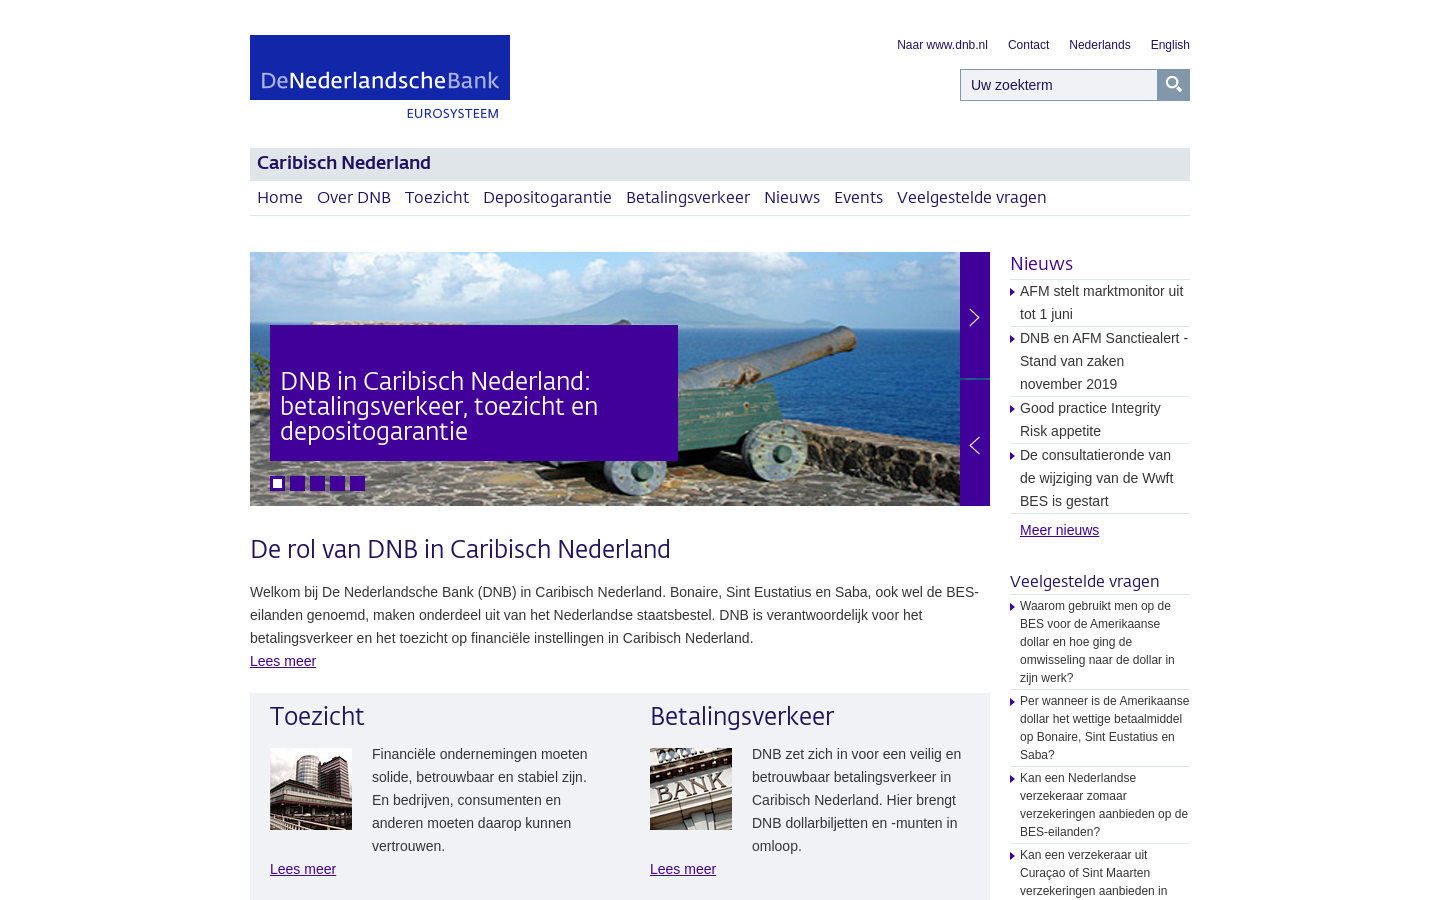 DeNederlandscheBank
EUROSYSTEEM
Naar www.dnb.nl Contact Nederlands English
Uw zoekterm
Caribisch Nederland
Home Over DNB Toezicht Depositogarantie Betalingsverkeer Nieuws Events Veelgestelde vragen
DNB in Caribisch Nederland:
betalingsverkeer, toezicht en
depositogarantie
De rol van DNB in Caribisch Nederland
Welkom bij De Nederlandsche Bank (DNB) in Caribisch Nederland. Bonaire, Sint Eustatius en Saba, ook wel de BES-
eilanden genoemd, maken onderdeel uit van het Nederlandse staatsbestel. DNB is verantwoordelijk voor het
betalingsverkeer en het toezicht op financiële instellingen in Caribisch Nederland.
Lees meer
Toezicht
Financiële ondernemingen moeten
solide, betrouwbaar en stabiel zijn.
En bedrijven, consumenten en
anderen moeten daarop kunnen
vertrouwen.
Lees meer
Betalingsverkeer
BANK
DNB zet zich in voor een veilig en
betrouwbaar betalingsverkeer in
Caribisch Nederland. Hier brengt
DNB dollarbiljetten en -munten in
omloop.
Lees meer
Nieuws
AFM stelt marktmonitor uit
tot 1 juni
DNB en AFM Sanctiealert -
Stand van zaken
november 2019
Good practice Integrity
Risk appetite
De consultatieronde van
de wijziging van de Wwft
BES is gestart
Meer nieuws
Veelgestelde vragen
Waarom gebruikt men op de
BES voor de Amerikaanse
dollar en hoe ging de
omwisseling naar de dollar in
zijn werk?
Per wanneer is de Amerikaanse
dollar het wettige betaalmiddel
op Bonaire, Sint Eustatius en
Saba?
Kan een Nederlandse
verzekeraar zomaar
verzekeringen aanbieden op de
BES-eilanden?
Kan een verzekeraar uit
Curaçao of Sint Maarten
verzekeringen aanbieden in